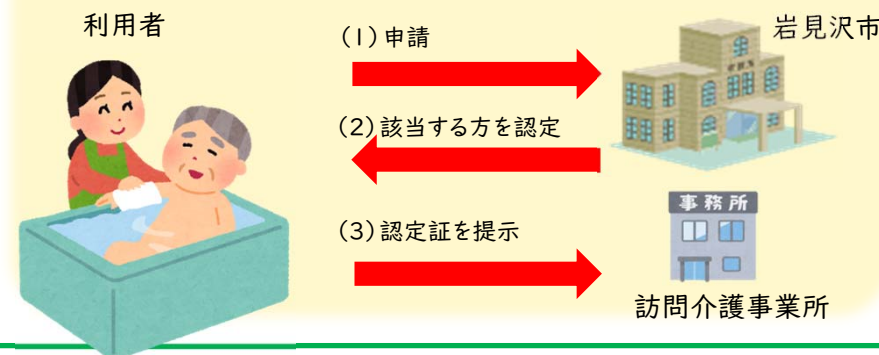 利用者
(1)申請
岩見沢市
(2)該当する方を認定
事務所
(3)認定証を提示
訪問介護事業所